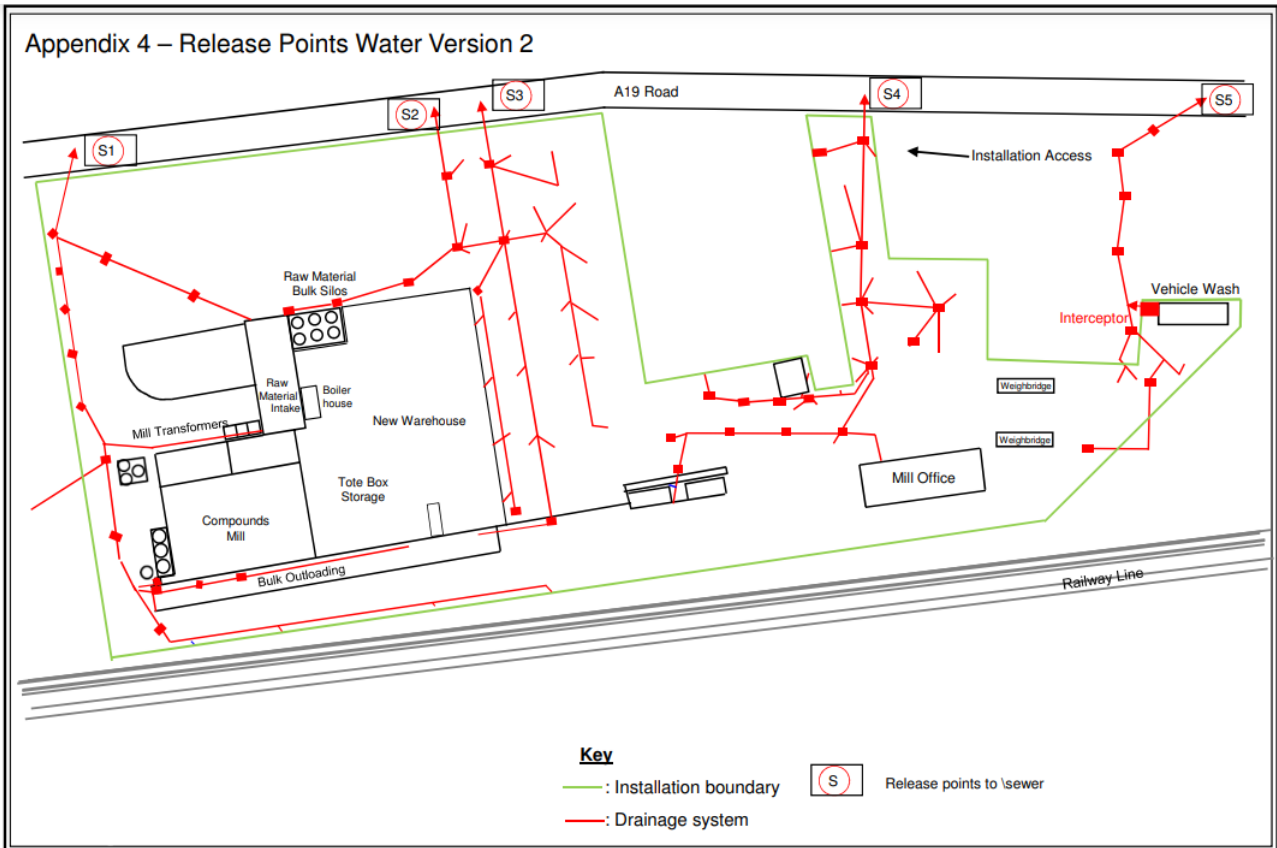 Appendix 4 – Release Points Water Version 2
S1
S2
S3
A19 Road
S4
S5
Installation Access
Raw Material
Bulk Silos
Vehicle Wash
Interceptor
Raw
Material
Intake
Boiler
house
New Warehouse
Weighbridge
Mill Transformers
Weighbridge
Tote Box
Storage
Mill Office
Compounds
Mill
Bulk Outloading
Railway Line
Key
: Installation boundary
S
Release points to \sewer
: Drainage system